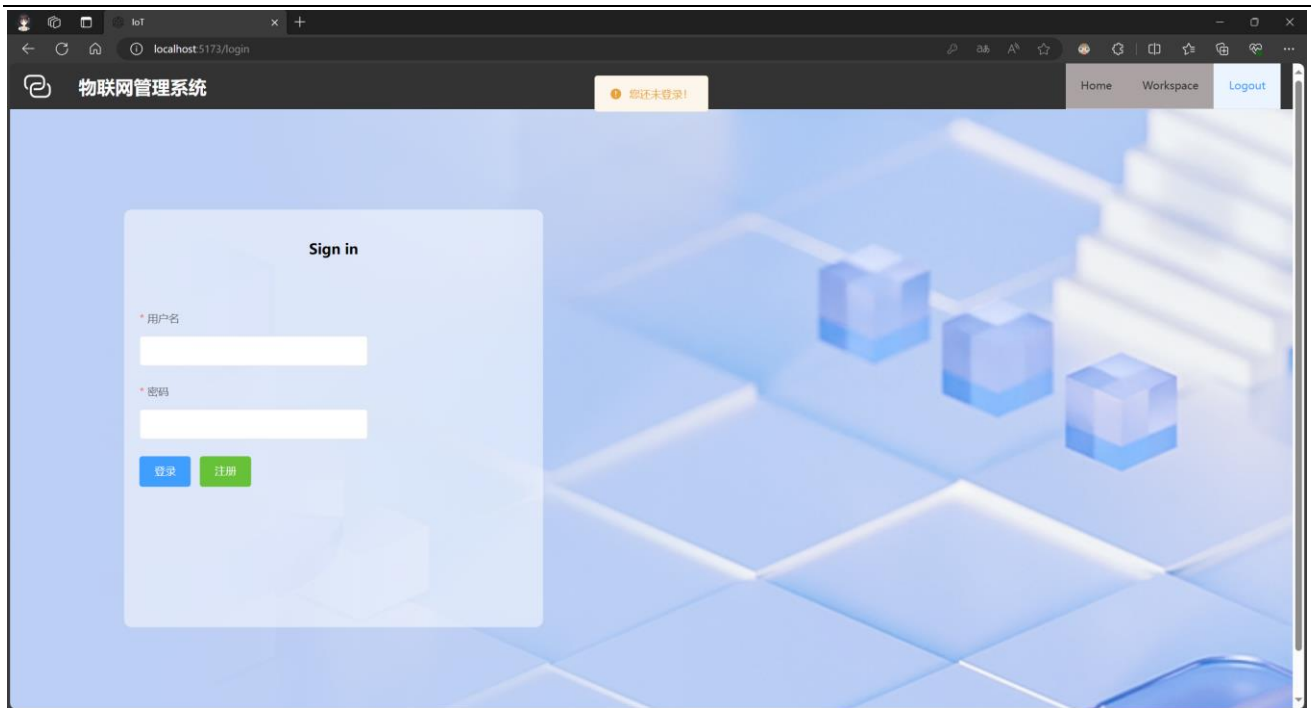 IoT
localhost:5173/login
物联网管理系统
您还未登录!
Home Workspace Logout
Sign in
* 用户名
* 密码
登录 注册